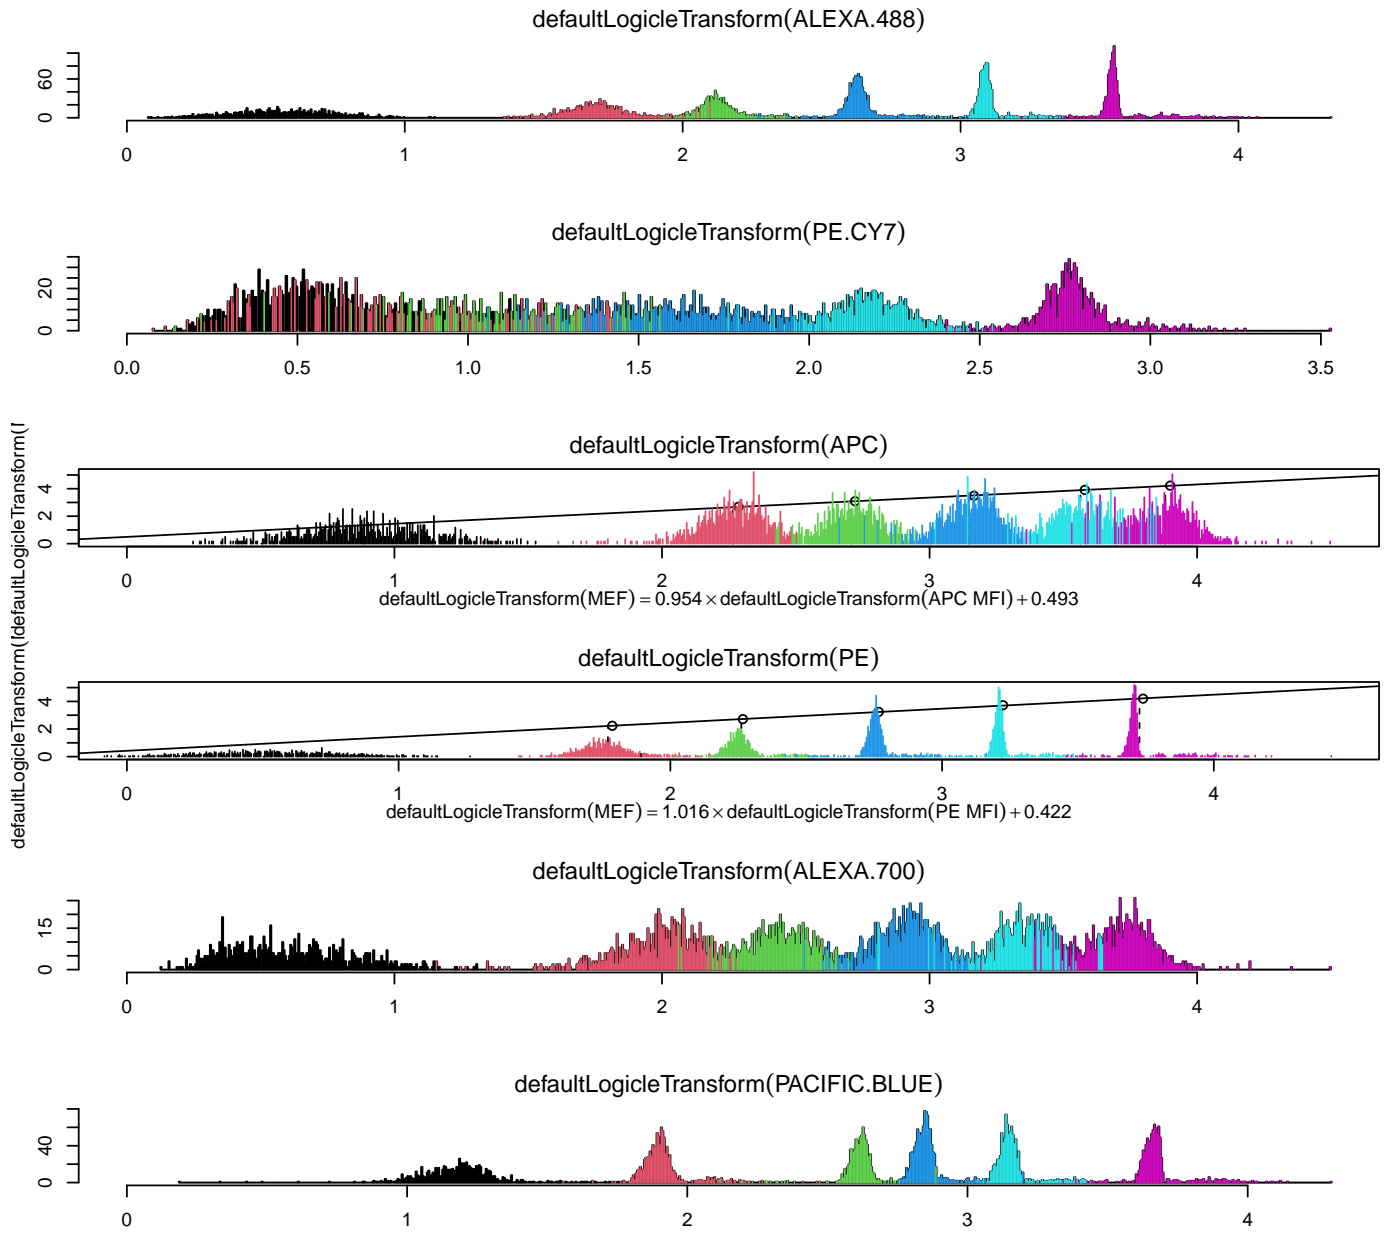 defaultLogicleTransform(ALEXA.488)
60
0
0 1 2 3 4
defaultLogicleTransform(PE.CY7)
20
0
0.0 0.5 1.0 1.5 2.0 2.5 3.0 3.5
defaultLogicleTransform(APC)
4
2
0
0 1 2 3 4
defaultLogicleTransform(MEF) = 0.954 × defaultLogicleTransform(APC MFI) + 0.493
defaultLogicleTransform(PE)
4
2
0
0 1 2 3 4
defaultLogicleTransform(MEF) = 1.016 × defaultLogicleTransform(PE MFI) + 0.422
defaultLogicleTransform(
defaultLogicleTransform(
defaultLogicleTransform(ALEXA.700)
15
0
0 1 2 3 4
defaultLogicleTransform(PACIFIC.BLUE)
40
0
0 1 2 3 4